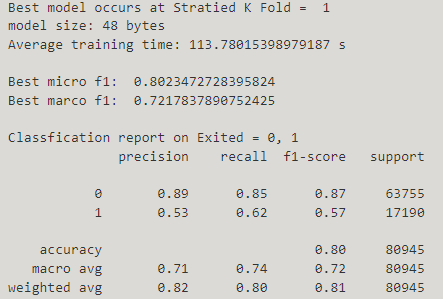 Best model occurs at Stratied K Fold =  1
model size: 48 bytes
Average training time: 113.78015398979187 s
Best micro f1:  0.8023472728395824
Best marco f1:  0.7217837890752425
Classfication report on Exited = 0, 1
precision    recall  f1-score   support
0       0.89      0.85      0.87     63755
1       0.53      0.62      0.57     17190
accuracy                           0.80     80945
macro avg       0.71      0.74      0.72     80945
weighted avg       0.82      0.80      0.81     80945